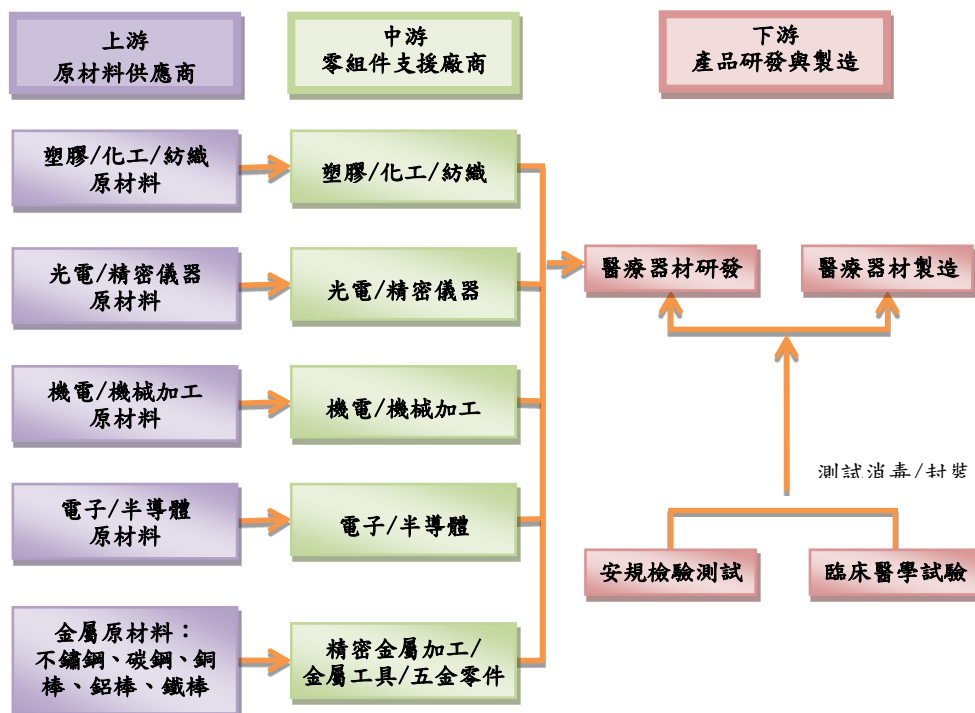 上游
原材料供應商
中游
零組件支援廠商
下游
產品研發與製造
塑膠/化工/紡織
原材料
塑膠/化工/紡織
光電/精密儀器
原材料
光電/精密儀器
醫療器材研發
醫療器材製造
機電/機械加工
原材料
機電/機械加工
測試消毒/封裝
電子/半導體
原材料
電子/半導體
安規檢驗測試
臨床醫學試驗
金屬原材料：
不鏽鋼、碳鋼、銅
棒、鋁棒、鐵棒
精密金屬加工/
金屬工具/五金零件